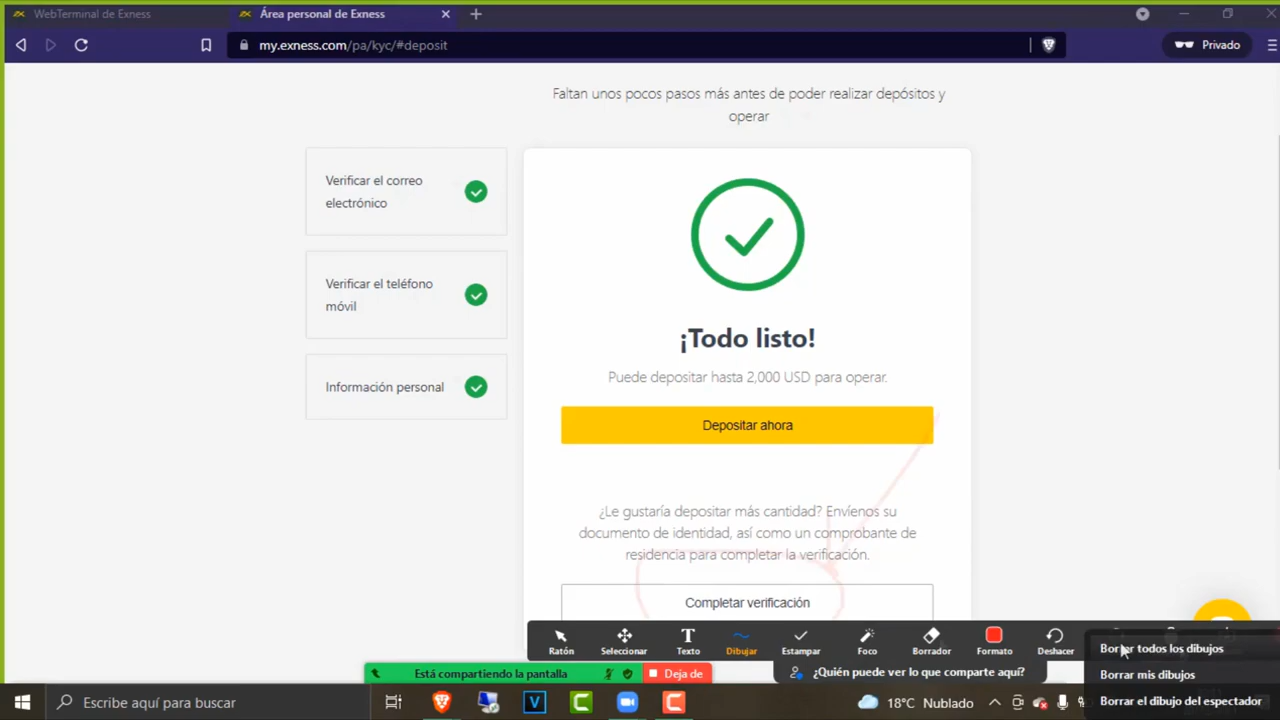 WebTerminal de Exness
Área personal de Exness
my.exness.com/pa/kyc/#deposit
Privado
Faltan unos pocos pasos más antes de poder realizar depósitos y
operar
Verificar el correo
electrónico
Verificar el teléfono
móvil
Información personal
¡Todo listo!
Puede depositar hasta 2,000 USD para operar.
Depositar ahora
¿Le gustaría depositar más cantidad? Envíenos su
documento de identidad, así como un comprobante de
residencia para completar la verificación.
Completar verificación
Ratón
Seleccionar
Texto
Dibujar
Estampar
Foco
Borrador
Formato
Deshacer
Borrar todos los dibujos
Borrar mis dibujos
Borrar el dibujo del espectador
Está compartiendo la pantalla
Deja de
¿Quién puede ver lo que comparte aquí?
Escribe aquí para buscar
18°C Nublado